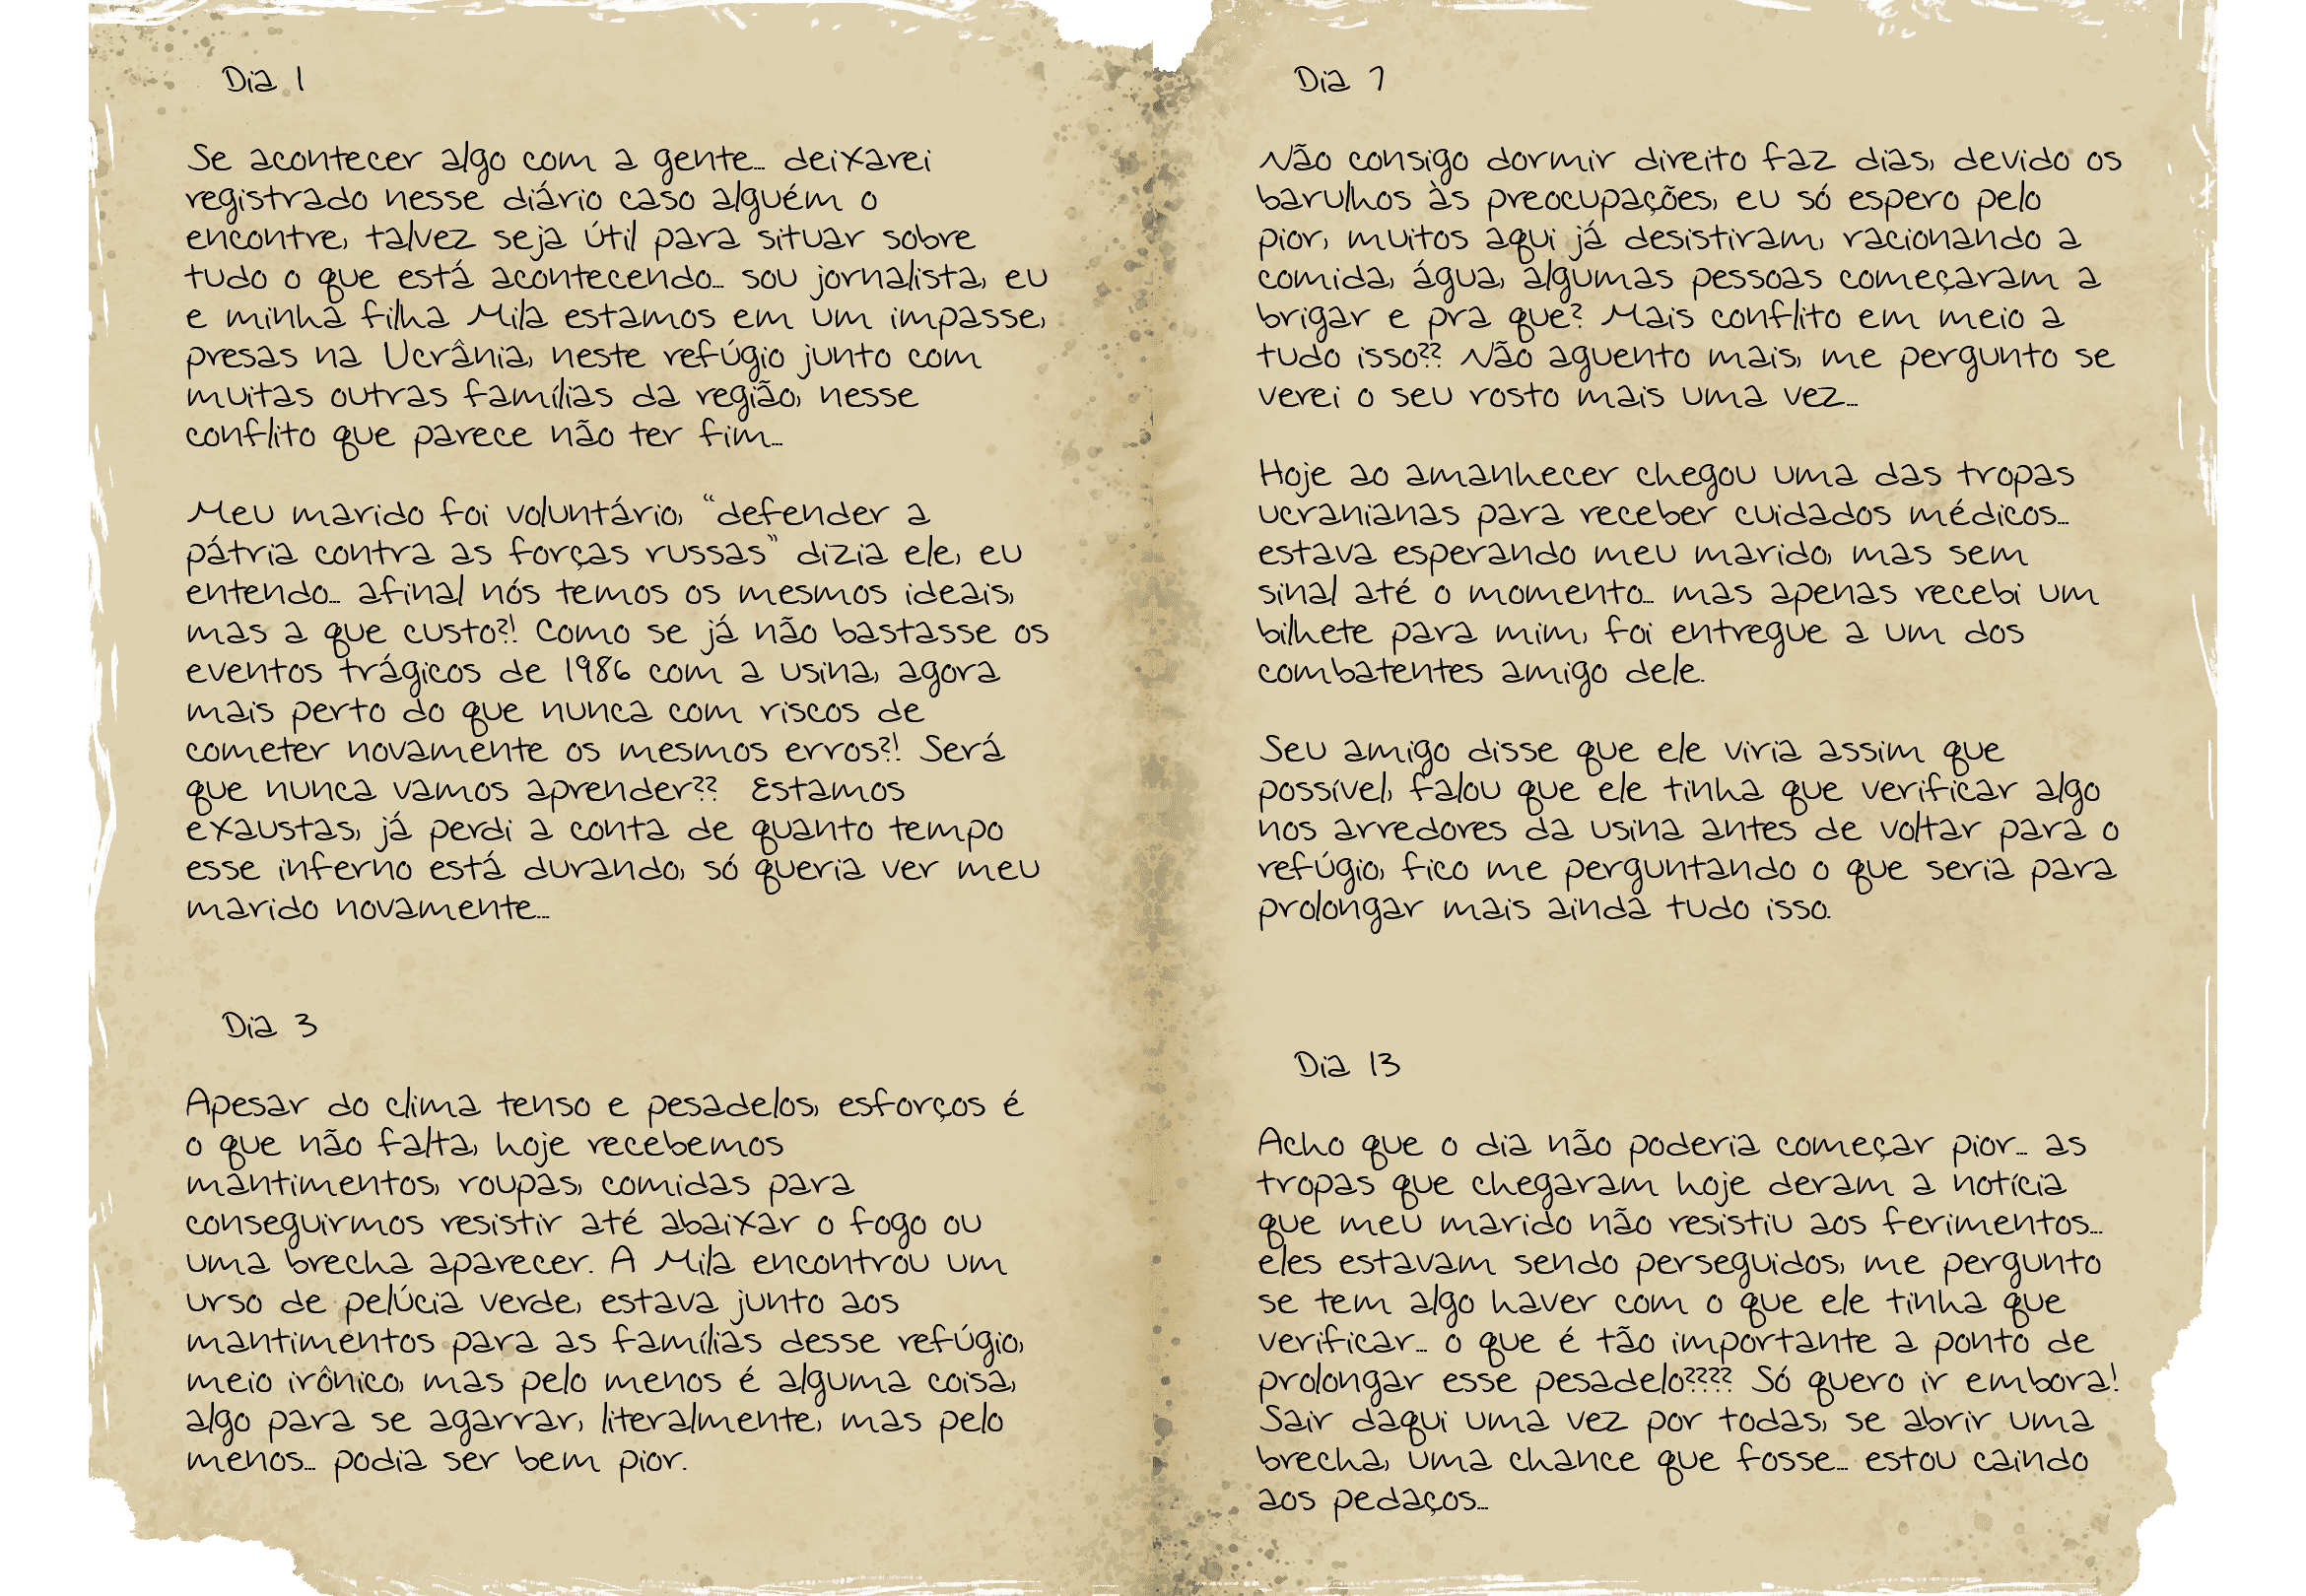 Dia 1
Se acontecer algo com a gente... deixarei
registrado nesse diário caso alguém o
encontre, talvez seja útil para situar sobre
tudo o que está acontecendo... sou jornalista, eu
e minha filha Mila estamos em um impasse,
presas na Ucrânia, neste refúgio junto com
muitas outras famílias da região, nesse
conflito que parece não ter fim...
Meu marido foi voluntário, “defender a
pátria contra as forças russas” dizia ele, eu
entendo... afinal nós temos os mesmos ideais,
mas a que custo?! Como se já não bastasse os
eventos trágicos de 1986 com a usina, agora
mais perto do que nunca com riscos de
cometer novamente os mesmos erros?! Será
que nunca vamos aprender?? Estamos
exaustas, já perdi a conta de quanto tempo
esse inferno está durando, só queria ver meu
marido novamente...
Dia 3
Apesar do clima tenso e pesadelos, esforços é
o que não falta, hoje recebemos
mantimentos, roupas, comidas para
conseguirmos resistir até abaixar o fogo ou
uma brecha aparecer. A Mila encontrou um
urso de pelúcia verde, estava junto aos
mantimentos para as famílias desse refúgio,
meio irônico, mas pelo menos é alguma coisa,
algo para se agarrar, literalmente, mas pelo
menos... podia ser bem pior.
Dia 7
Não consigo dormir direito faz dias, devido os
barulhos às preocupações, eu só espero pelo
pior, muitos aqui já desistiram, racionando a
comida, água, algumas pessoas começaram a
brigar e pra que? Mais conflito em meio a
tudo isso?? Não aguento mais, me pergunto se
verei o seu rosto mais uma vez...
Hoje ao amanhecer chegou uma das tropas
ucranianas para receber cuidados médicos...
estava esperando meu marido, mas sem
sinal até o momento... mas apenas recebi um
bilhete para mim, foi entregue a um dos
combatentes amigo dele.
Seu amigo disse que ele viria assim que
possível, falou que ele tinha que verificar algo
nos arredores da usina antes de voltar para o
refúgio, fico me perguntando o que seria para
prolongar mais ainda tudo isso.
Dia 13
Acho que o dia não poderia começar pior... as
tropas que chegaram hoje deram a notícia
que meu marido não resistiu aos ferimentos...
eles estavam sendo perseguidos, me pergunto
se tem algo haver com o que ele tinha que
verificar... o que é tão importante a ponto de
prolongar esse pesadelo???? Só quero ir embora!
Sair daqui uma vez por todas, se abrir uma
brecha, uma chance que fosse... estou caindo
aos pedaços...